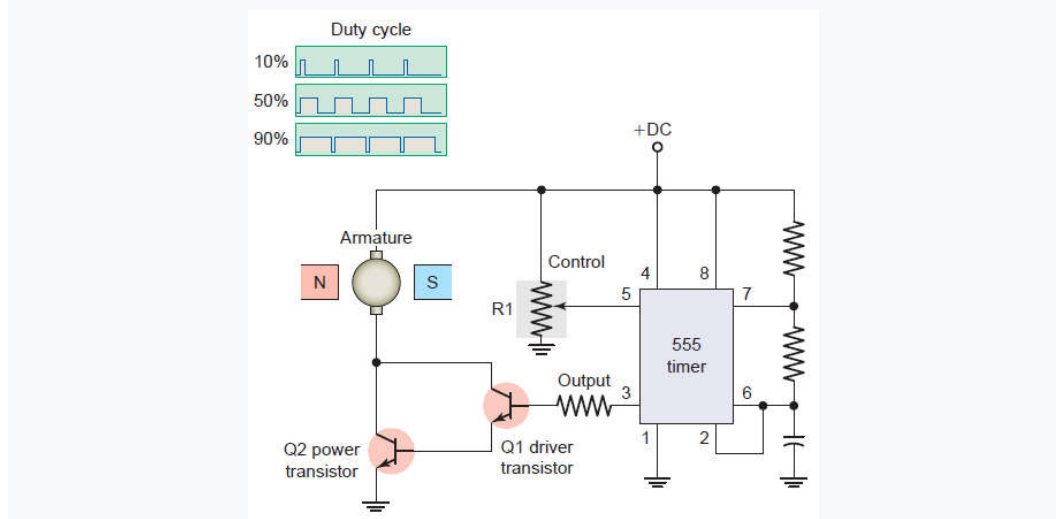 Duty cycle
10%
50%
90%
+DC
Armature
N
S
Control
R1
4
8
5
7
555
timer
Output
3
6
1
2
Q2 power
transistor
Q1 driver
transistor